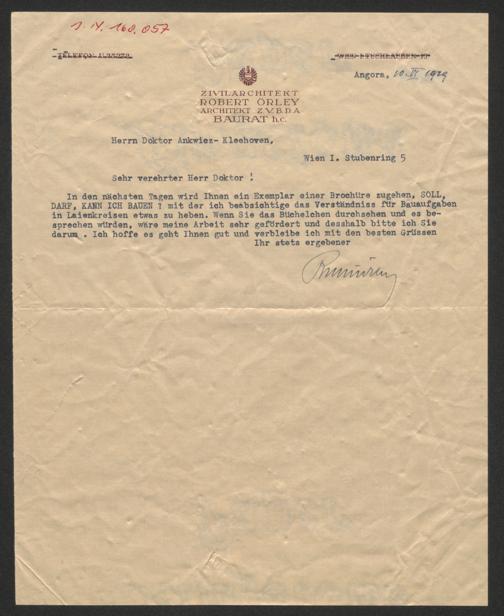 J. N. 168.057
Angora, 10. VI 1929
ZIVILARCHITEKT
ROBERT ÖRLEY
ARCHITEKT Z.V.B.D.A
BAURAT h.c.
Herrn Doktor Ankwicz-Kleehoven,
Wien I. Stubenring 5
Sehr verehrter Herr Doktor !
In den nächsten Tagen wird Ihnen ein Exemplar einer Brochüre zugehen, SOLL,
DARF, KANN ICH BAUEN ? mit der ich beabsichtige das Verständniss für Bauaufgaben
in Laienkreisen etwas zu heben. Wenn Sie das Büchelchen durchsehen und es be-
sprechen würden, wäre meine Arbeit sehr gefördert und desshalb bitte ich Sie
darum . Ich hoffe es geht Ihnen gut und verbleibe ich mit den besten Grüssen
Ihr stets ergebener